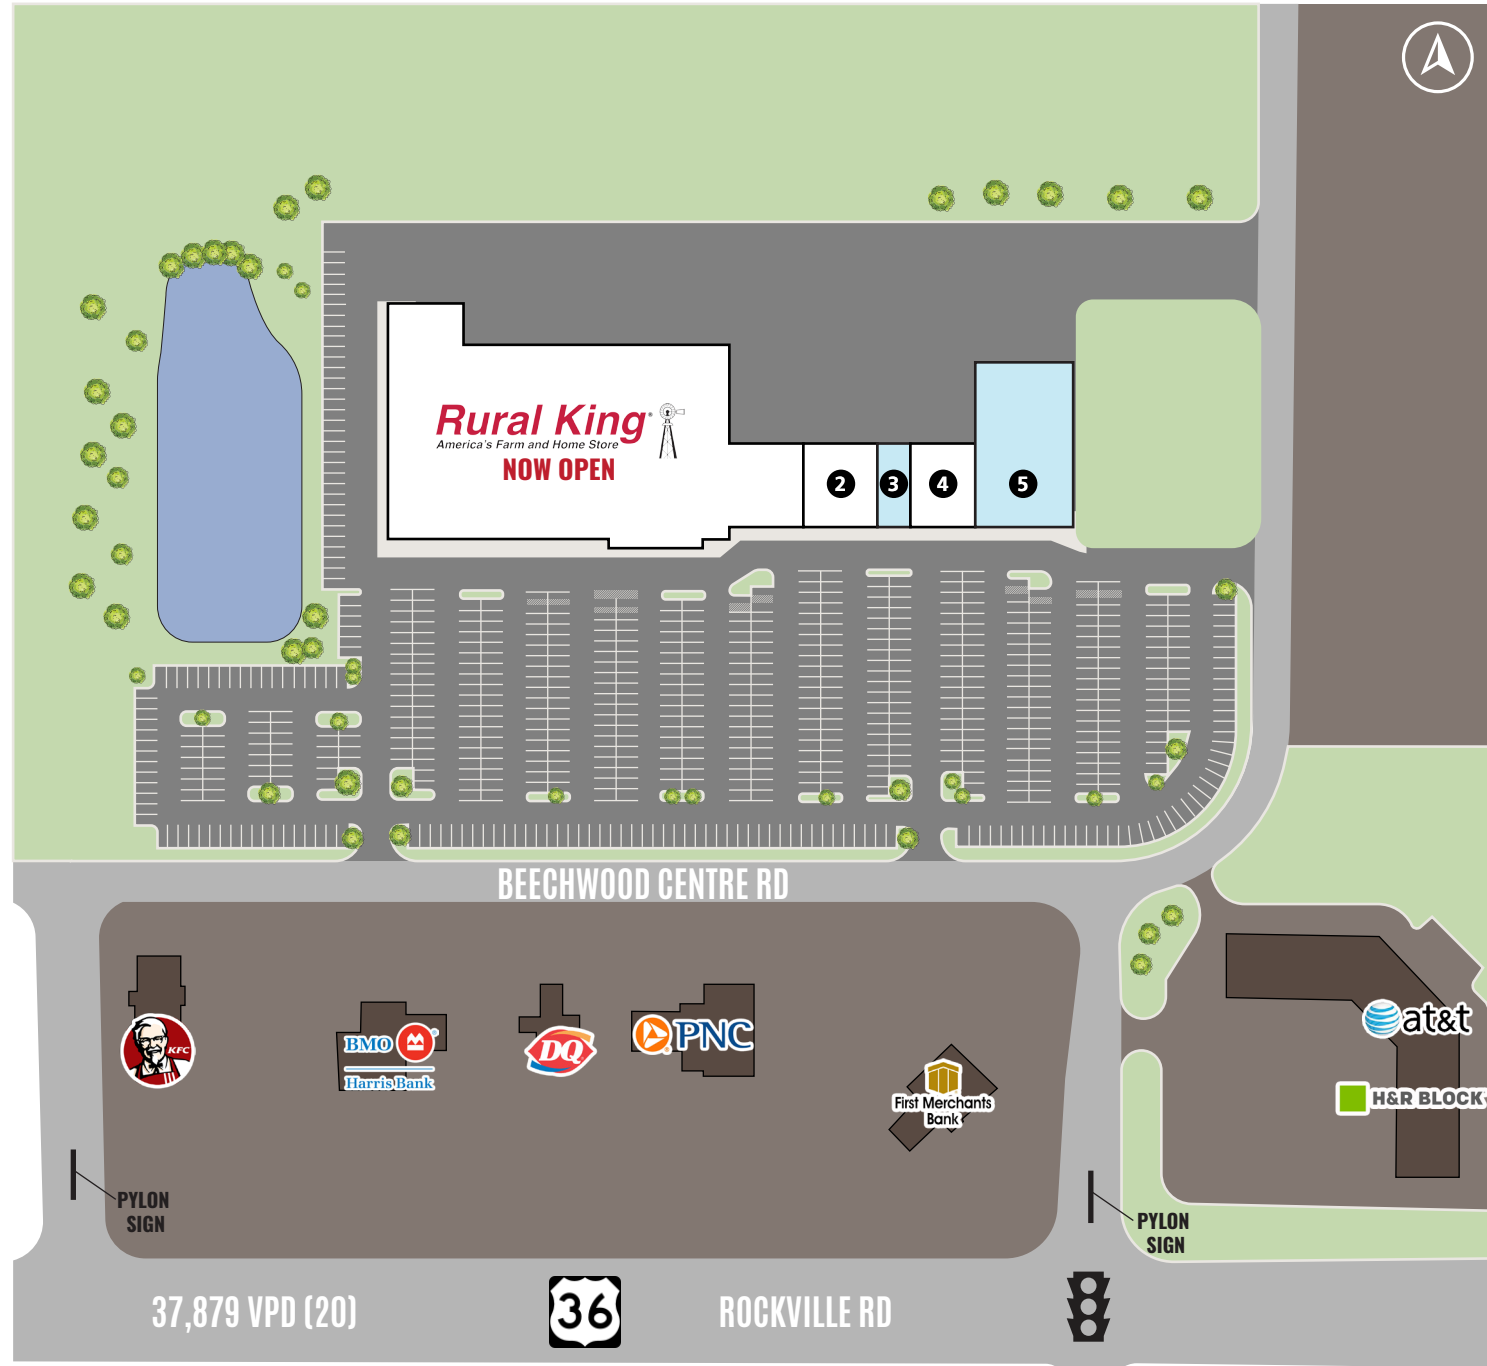 Rural King
America's Farm and Home Store
NOW OPEN
2
3
4
5
BEECHWOOD CENTRE RD
KFC
BMO
Harris Bank
DQ
PNC
First Merchants
Bank
at&t
H&R BLOCK
PYLON
SIGN
PYLON
SIGN
37,879 VPD (20)
36
ROCKVILLE RD